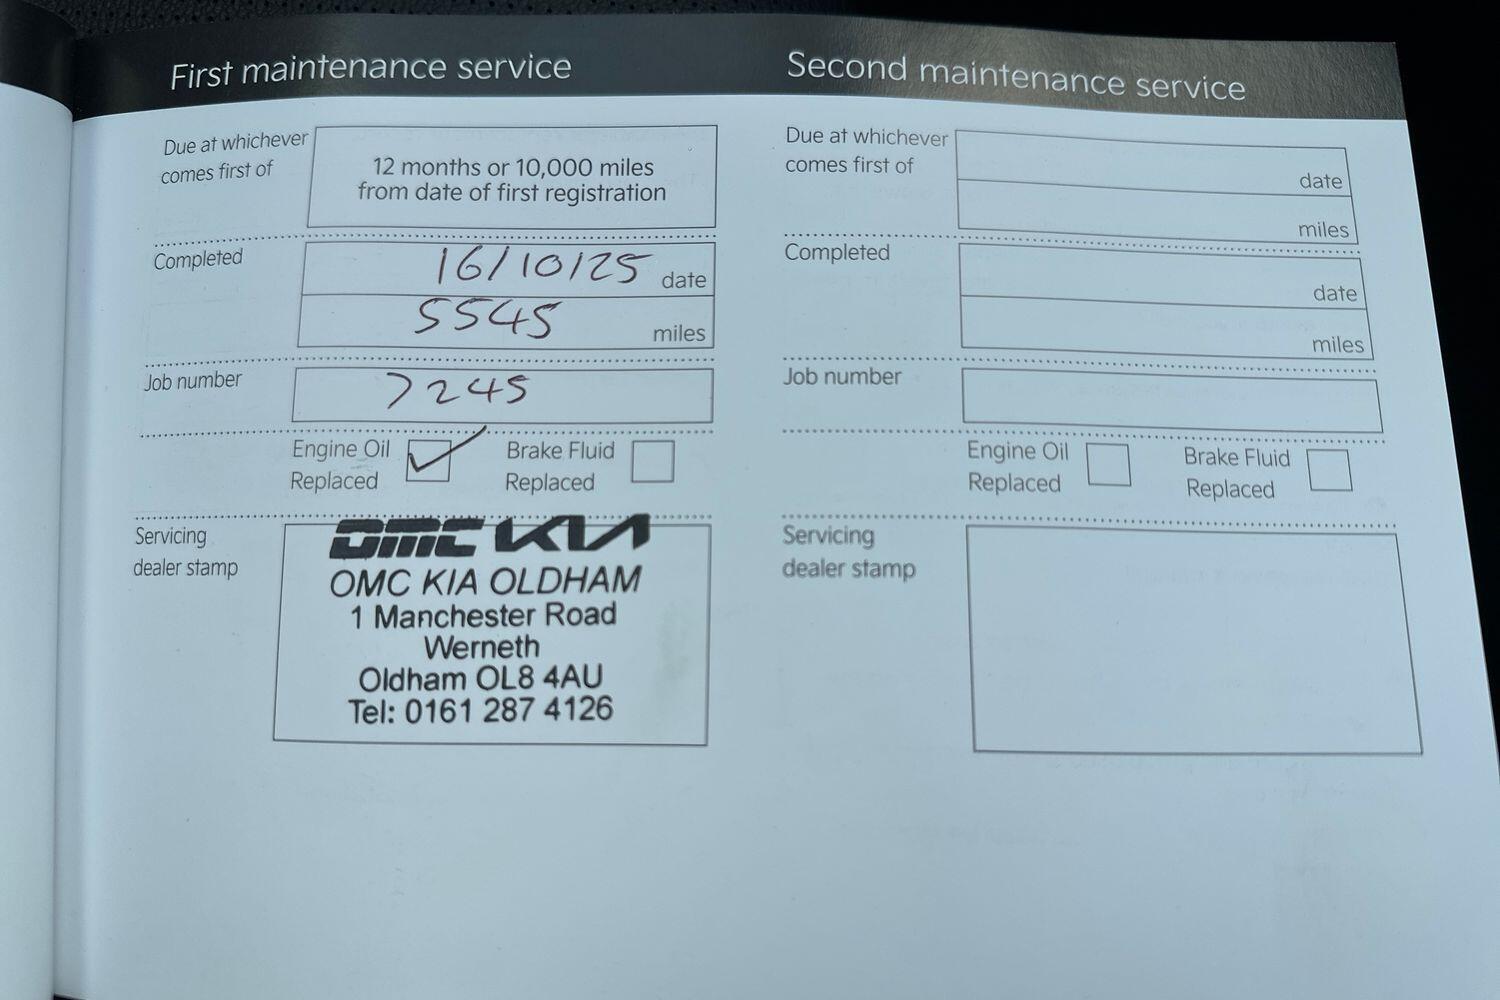 First maintenance service
Due at whichever
comes first of
12 months or 10,000 miles
from date of first registration
Completed
16/10/25 date
5545 miles
Job number
7245
Engine Oil
Replaced
Brake Fluid
Replaced
Servicing
dealer stamp
OMC KIA
OMC KIA OLDHAM
1 Manchester Road
Werneth
Oldham OL8 4AU
Tel: 0161 287 4126
Second maintenance service
Due at whichever
comes first of
date
miles
Completed
date
miles
Job number
Engine Oil
Replaced
Brake Fluid
Replaced
Servicing
dealer stamp